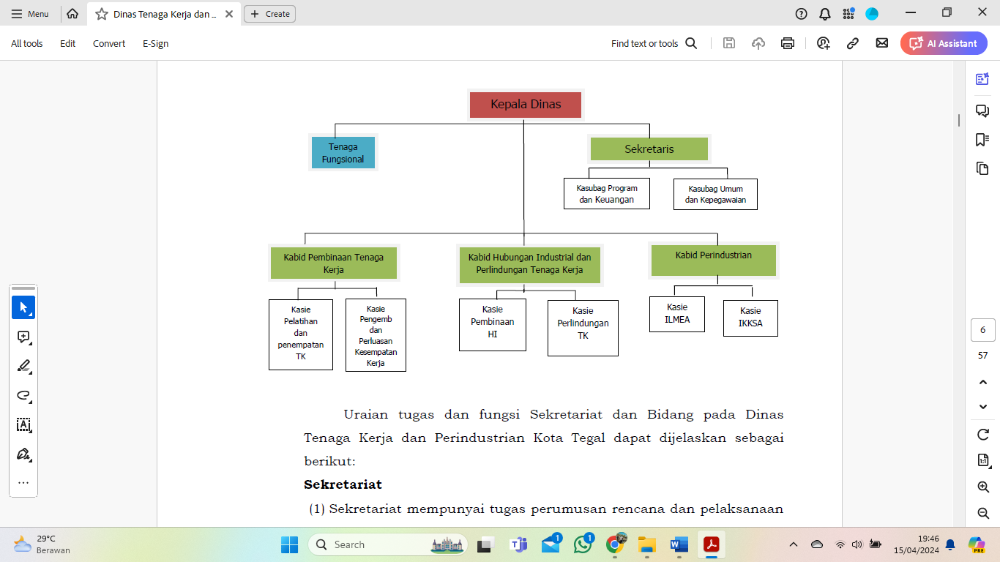 Menu
Dinas Tenaga Kerja dan ...
Create
All tools
Edit
Convert
E-Sign
Find text or tools
AI Assistant
Kepala Dinas
Tenaga
Fungsional
Sekretaris
Kasubag Program
dan Keuangan
Kasubag Umum
dan Kepegawaian
Kabid Pembinaan Tenaga
Kerja
Kabid Hubungan Industrial dan
Perlindungan Tenaga Kerja
Kabid Perindustrian
Kasie
Pelatihan
dan
penempatan
TK
Kasie
Pengemb
dan
Perluasan
Kesempatan
Kerja
Kasie
Pembinaan
HI
Kasie
Perlindungan
TK
Kasie
ILMEA
Kasie
IKKSA
6
57
1:1
Uraian tugas dan fungsi Sekretariat dan Bidang pada Dinas
Tenaga Kerja dan Perindustrian Kota Tegal dapat dijelaskan sebagai
berikut:
Sekretariat
(1) Sekretariat mempunyai tugas perumusan rencana dan pelaksanaan
29°C
Berawan
Search
1
1
19:46
15/04/2024
PRE